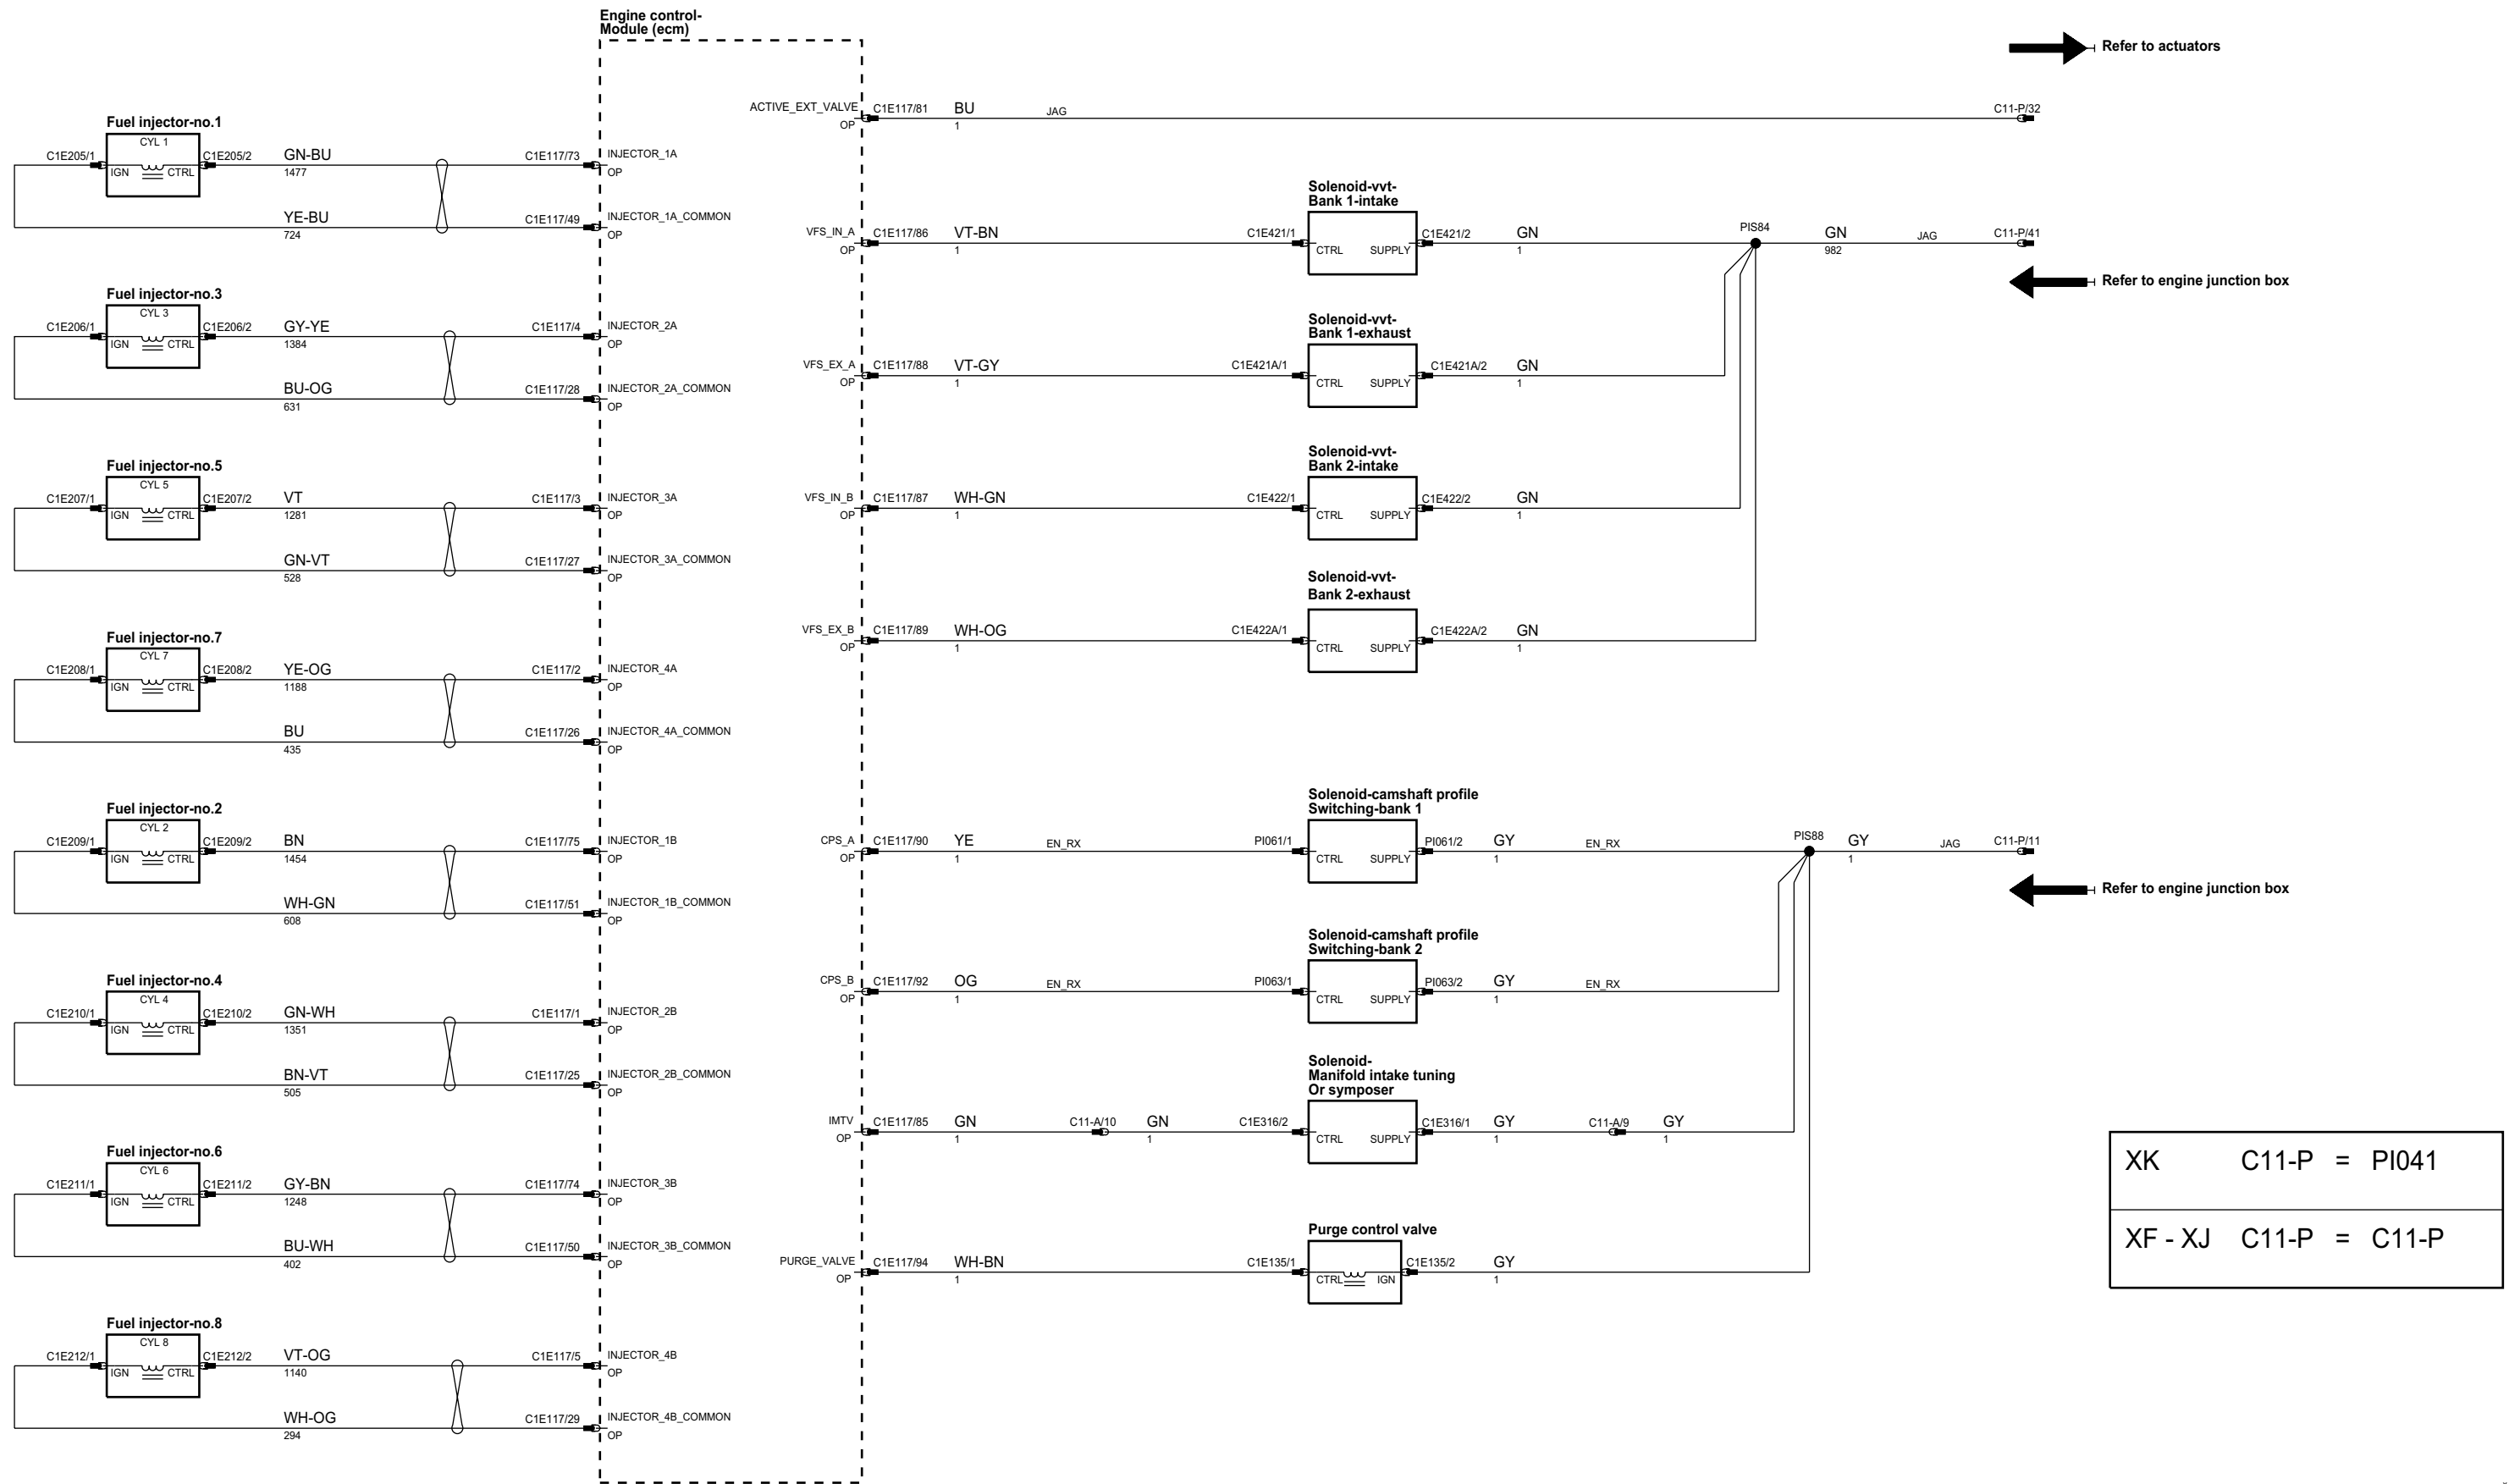 Engine control-
Module (ecm)
Refer to actuators
ACTIVE_EXT_VALVE
OP
C1E117/81
BU
1
JAG
C11-P/32
Fuel injector-no.1
CYL 1
C1E205/1
IGN
CTRL
C1E205/2
GN-BU
1477
C1E117/73
INJECTOR_1A
OP
YE-BU
724
C1E117/49
INJECTOR_1A_COMMON
OP
Fuel injector-no.3
CYL 3
C1E206/1
IGN
CTRL
C1E206/2
GY-YE
1384
C1E117/4
INJECTOR_2A
OP
BU-OG
631
C1E117/28
INJECTOR_2A_COMMON
OP
Fuel injector-no.5
CYL 5
C1E207/1
IGN
CTRL
C1E207/2
VT
1281
C1E117/3
INJECTOR_3A
OP
GN-VT
528
C1E117/27
INJECTOR_3A_COMMON
OP
Fuel injector-no.7
CYL 7
C1E208/1
IGN
CTRL
C1E208/2
YE-OG
1188
C1E117/2
INJECTOR_4A
OP
BU
435
C1E117/26
INJECTOR_4A_COMMON
OP
Fuel injector-no.2
CYL 2
C1E209/1
IGN
CTRL
C1E209/2
BN
1454
C1E117/75
INJECTOR_1B
OP
WH-GN
608
C1E117/51
INJECTOR_1B_COMMON
OP
Fuel injector-no.4
CYL 4
C1E210/1
IGN
CTRL
C1E210/2
GN-WH
1351
C1E117/1
INJECTOR_2B
OP
BN-VT
505
C1E117/25
INJECTOR_2B_COMMON
OP
Fuel injector-no.6
CYL 6
C1E211/1
IGN
CTRL
C1E211/2
GY-BN
1248
C1E117/74
INJECTOR_3B
OP
BU-WH
402
C1E117/50
INJECTOR_3B_COMMON
OP
Fuel injector-no.8
CYL 8
C1E212/1
IGN
CTRL
C1E212/2
VT-OG
1140
C1E117/5
INJECTOR_4B
OP
WH-OG
294
C1E117/29
INJECTOR_4B_COMMON
OP
Solenoid-vvt-
Bank 1-intake
VFS_IN_A
OP
C1E117/86
VT-BN
1
C1E421/1
CTRL
SUPPLY
C1E421/2
GN
1
PIS84
GN
982
JAG
C11-P/41
Refer to engine junction box
Solenoid-vvt-
Bank 1-exhaust
VFS_EX_A
OP
C1E117/88
VT-GY
1
C1E421A/1
CTRL
SUPPLY
C1E421A/2
GN
1
Solenoid-vvt-
Bank 2-intake
VFS_IN_B
OP
C1E117/87
WH-GN
1
C1E422/1
CTRL
SUPPLY
C1E422/2
GN
1
Solenoid-vvt-
Bank 2-exhaust
VFS_EX_B
OP
C1E117/89
WH-OG
1
C1E422A/1
CTRL
SUPPLY
C1E422A/2
GN
1
Solenoid-camshaft profile
Switching-bank 1
CPS_A
OP
C1E117/90
YE
1
EN_RX
PI061/1
CTRL
SUPPLY
PI061/2
GY
1
EN_RX
PIS88
GY
1
JAG
C11-P/11
Refer to engine junction box
Solenoid-camshaft profile
Switching-bank 2
CPS_B
OP
C1E117/92
OG
1
EN_RX
PI063/1
CTRL
SUPPLY
PI063/2
GY
1
EN_RX
Solenoid-
Manifold intake tuning
Or symposer
IMTV
OP
C1E117/85
GN
1
C11-A/10
GN
1
C1E316/2
CTRL
SUPPLY
C1E316/1
GY
1
C11-A/9
GY
1
Purge control valve
PURGE_VALVE
OP
C1E117/94
WH-BN
1
C1E135/1
CTRL
IGN
C1E135/2
GY
1
XK C11-P = PI041
XF - XJ C11-P = C11-P